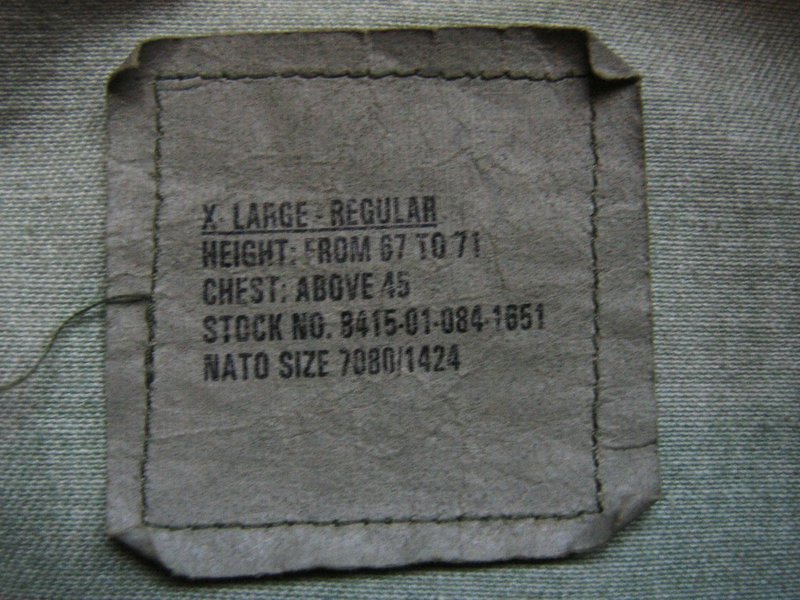 X-LARGE-REGULAR
HEIGHT: FROM 67 TO 71
CHEST: ABOVE 45
STOCK NO. 8415-01-084-1651
NATO SIZE 7080/1424